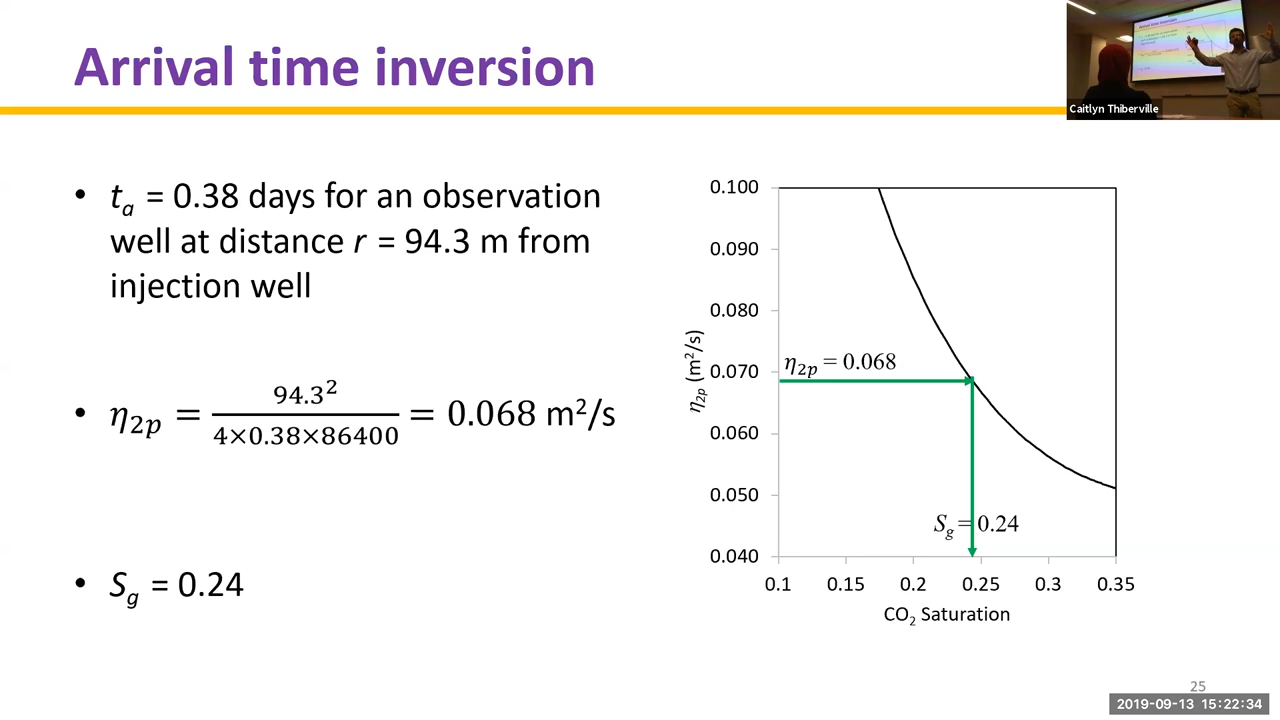 Arrival time inversion
Caitlyn Thiberville
• tₐ = 0.38 days for an observation
well at distance r = 94.3 m from
injection well
• η₂ₚ = 94.3² / 4×0.38×86400 = 0.068 m²/s
• S_g = 0.24
η₂ₚ (m²/s)
0.100
0.090
0.080
0.070
0.060
0.050
0.040
η₂ₚ = 0.068
S_g = 0.24
0.1 0.15 0.2 0.25 0.3 0.35
CO₂ Saturation
25
2019-09-13 15:22:34